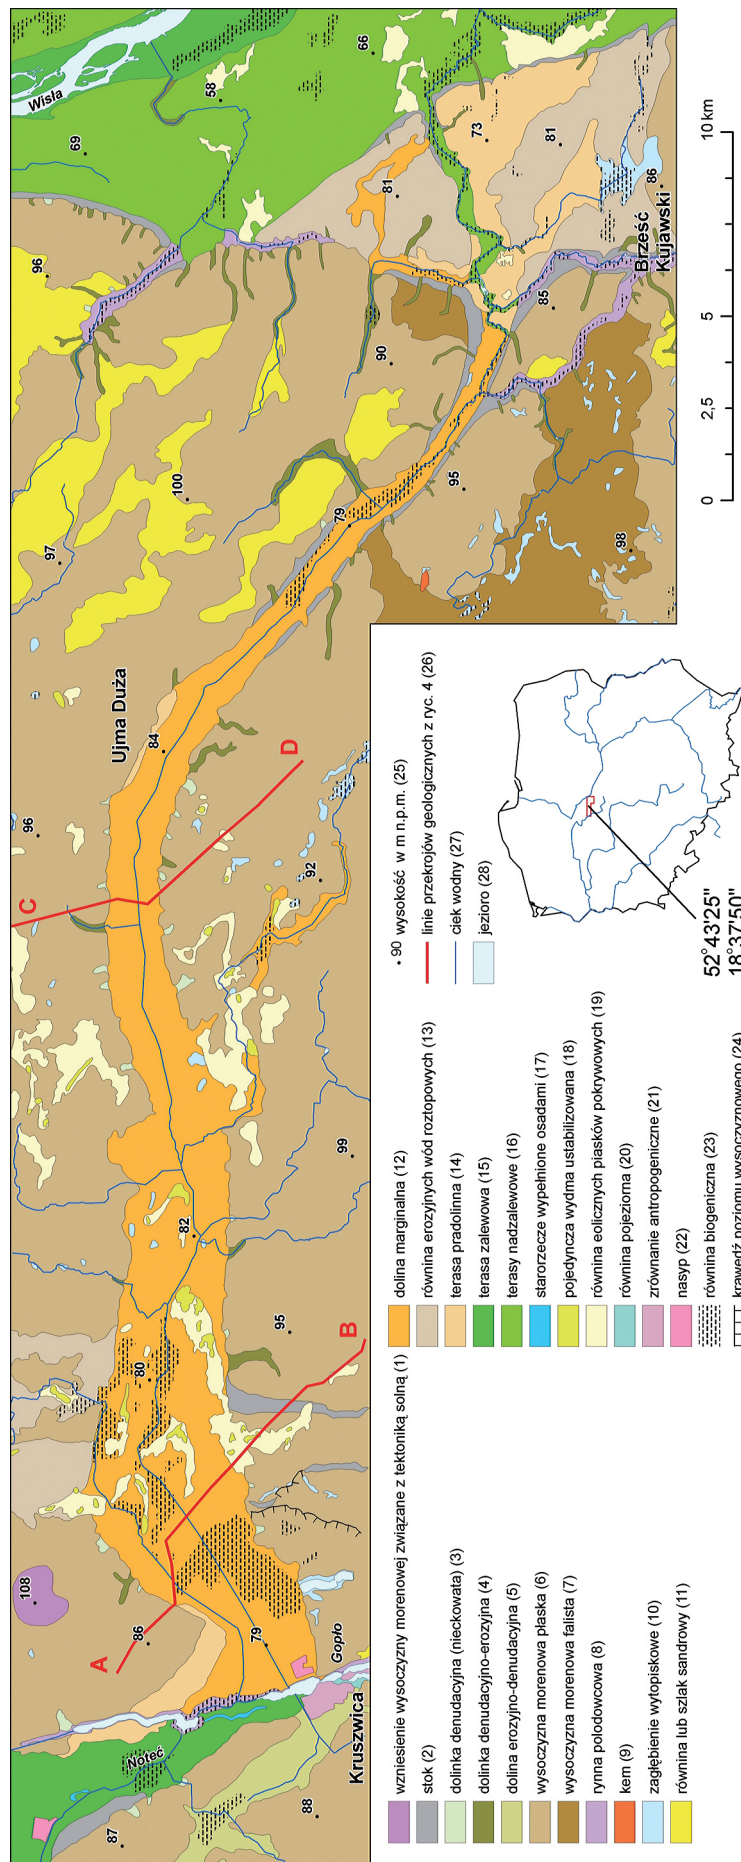 Wisła
69
58
66
96
73
81
81
86
Brześć
Kujawski
85
90
100
97
95
79
98
Ujma Duża
84
96
C
D
92
99
82
95
80
B
108
A
86
79
Gopło
Kruszwica
Noteć
87
88
wzniesienie wysoczyzny morenowej związane z tektoniką solną (1)
stok (2)
dolinka denudacyjna (nieckowata) (3)
dolinka denudacyjno-erozyjna (4)
dolina erozyjno-denudacyjna (5)
wysoczyzna morenowa płaska (6)
wysoczyzna morenowa falista (7)
rynna polodowcowa (8)
kem (9)
zagłębienie wytopiskowe (10)
równina lub szlak sandrowy (11)
dolina marginalna (12)
równina erozyjnych wód roztopowych (13)
terasa pradolinna (14)
terasa zalewowa (15)
terasy nadzalewowe (16)
starorzecze wypełnione osadami (17)
pojedyncza wydma ustabilizowana (18)
równina eolicznych piasków pokrywowych (19)
równina pojeziorna (20)
zrównanie antropogeniczne (21)
nasyp (22)
równina biogeniczna (23)
krawędź poziomu wysoczyznowego (24)
90 wysokość w m n.p.m. (25)
linie przekrojów geologicznych z ryc. 4 (26)
ciek wodny (27)
jezioro (28)
52°43'25"
18°37'50"
0 2,5 5 10 km